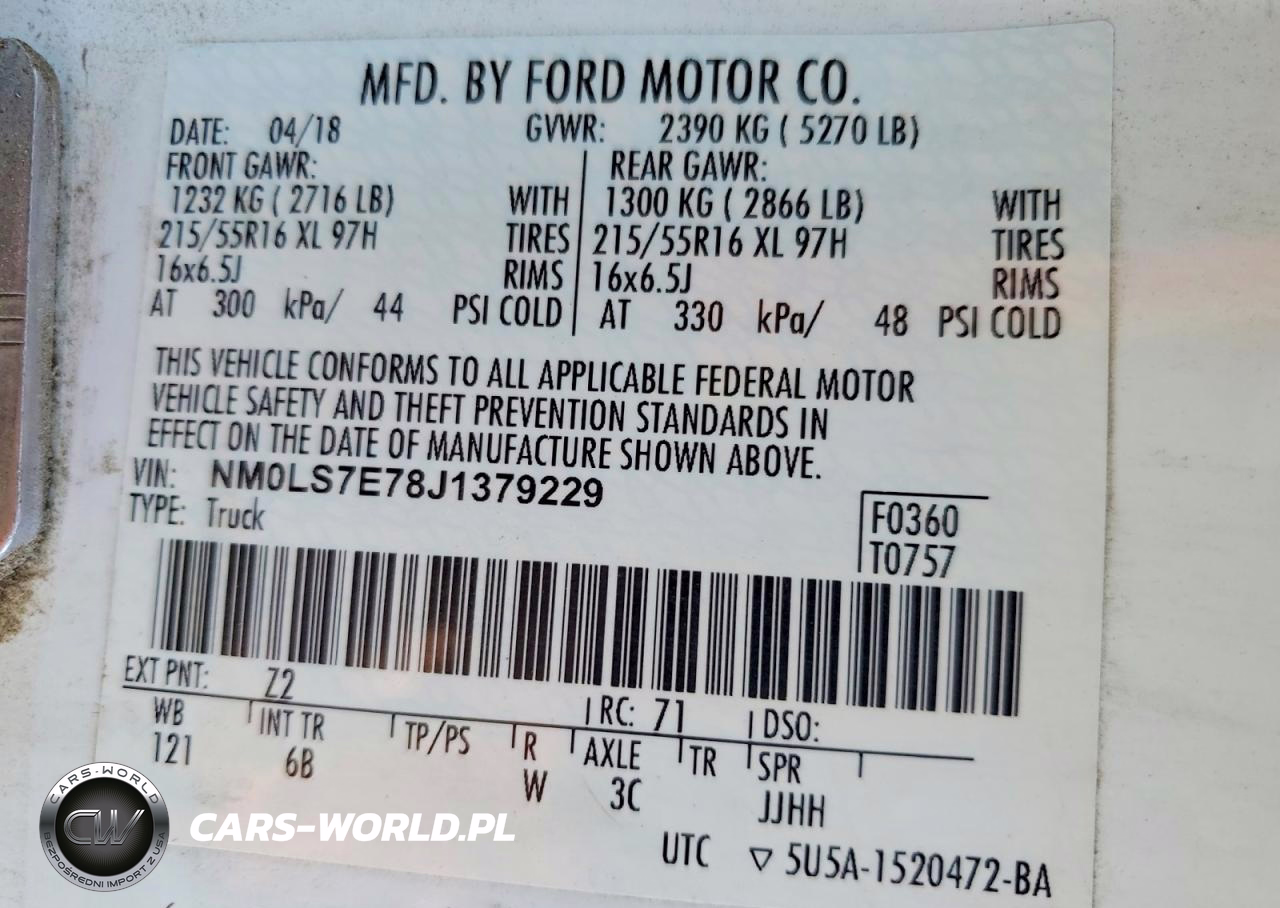 MFD. BY FORD MOTOR CO.
DATE: 04/18 GVWR: 2390 KG ( 5270 LB)
FRONT GAWR: REAR GAWR:
1232 KG ( 2716 LB) WITH 1300 KG ( 2866 LB) WITH
215/55R16 XL 97H TIRES 215/55R16 XL 97H TIRES
16x6.5J RIMS 16x6.5J RIMS
AT 300 kPa/ 44 PSI COLD AT 330 kPa/ 48 PSI COLD
THIS VEHICLE CONFORMS TO ALL APPLICABLE FEDERAL MOTOR
VEHICLE SAFETY AND THEFT PREVENTION STANDARDS IN
EFFECT ON THE DATE OF MANUFACTURE SHOWN ABOVE.
VIN: NM0LS7E78J1379229
TYPE: Truck
F0360
T0757
EXT PNT: Z2 RC: 71 DSO:
WB INT TR TP/PS R AXLE TR SPR
121 6B W 3C JJHH
UTC ▽ 5U5A-1520472-BA
CARS-WORLD
CW
BEZPOŚREDNI IMPORT Z USA
CARS-WORLD.PL